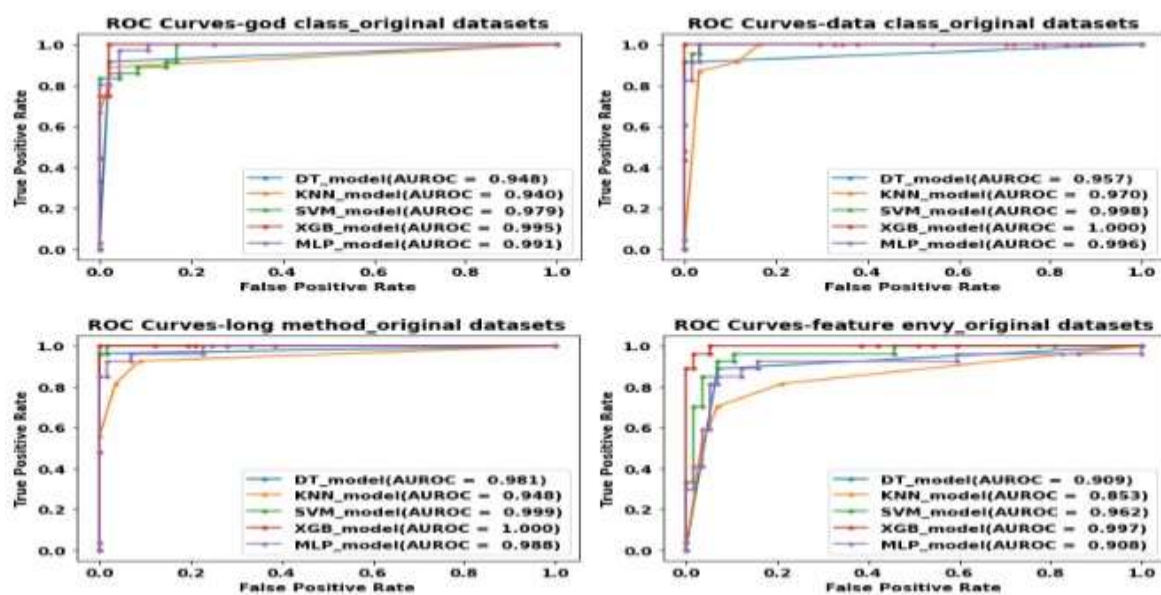 ROC Curves-god class_original datasets
True Positive Rate
1.0
0.8
0.6
0.4
0.2
0.0
DT_model(AUROC = 0.948)
KNN_model(AUROC = 0.940)
SVM_model(AUROC = 0.979)
XGB_model(AUROC = 0.995)
MLP_model(AUROC = 0.991)
0.0 0.2 0.4 0.6 0.8 1.0
False Positive Rate
ROC Curves-data class_original datasets
True Positive Rate
1.0
0.8
0.6
0.4
0.2
0.0
DT_model(AUROC = 0.957)
KNN_model(AUROC = 0.970)
SVM_model(AUROC = 0.998)
XGB_model(AUROC = 1.000)
MLP_model(AUROC = 0.996)
0.0 0.2 0.4 0.6 0.8 1.0
False Positive Rate
ROC Curves-long method_original datasets
True Positive Rate
1.0
0.8
0.6
0.4
0.2
0.0
DT_model(AUROC = 0.981)
KNN_model(AUROC = 0.948)
SVM_model(AUROC = 0.999)
XGB_model(AUROC = 1.000)
MLP_model(AUROC = 0.988)
0.0 0.2 0.4 0.6 0.8 1.0
False Positive Rate
ROC Curves-feature envy_original datasets
True Positive Rate
1.0
0.8
0.6
0.4
0.2
0.0
DT_model(AUROC = 0.909)
KNN_model(AUROC = 0.853)
SVM_model(AUROC = 0.962)
XGB_model(AUROC = 0.997)
MLP_model(AUROC = 0.908)
0.0 0.2 0.4 0.6 0.8 1.0
False Positive Rate